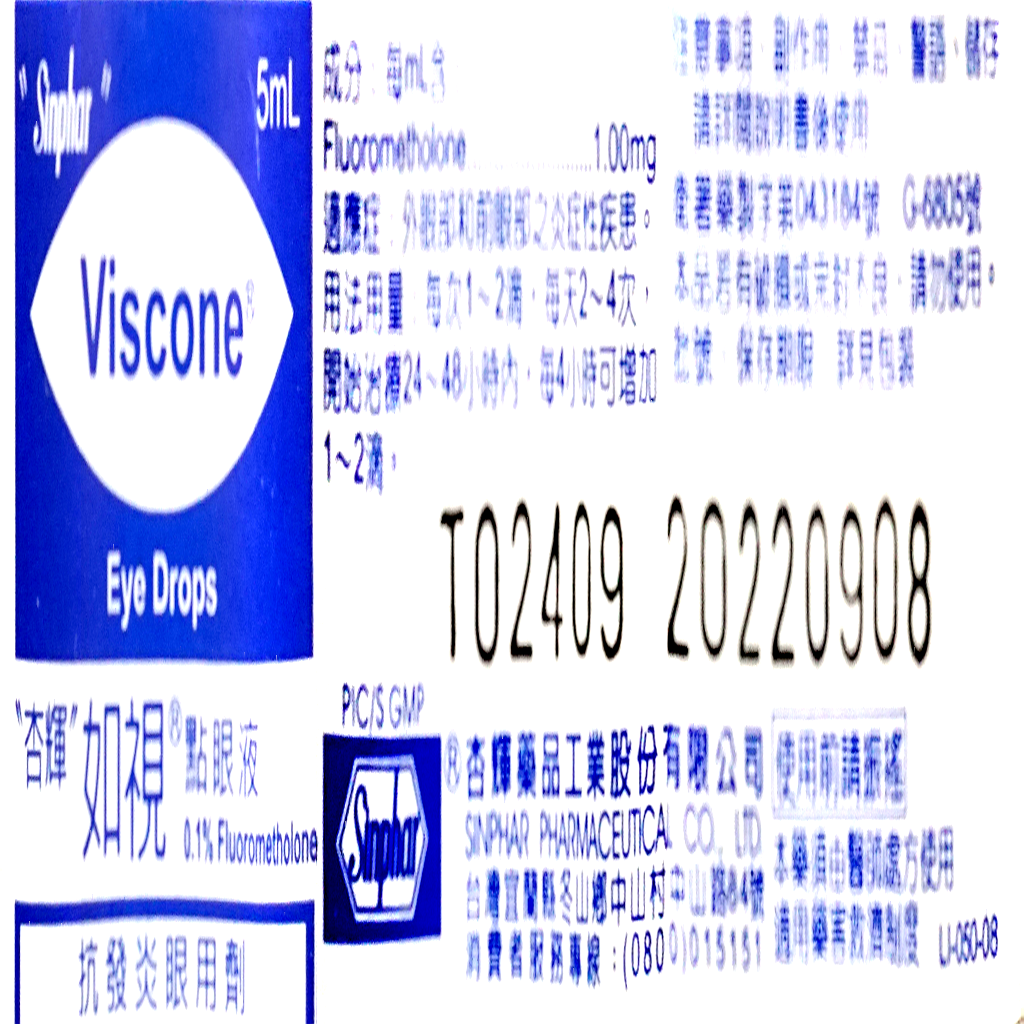 "Sinphar"
5mL
Viscone®
Eye Drops
"杏輝"如視®點眼液
0.1% Fluorometholone
抗發炎眼用劑
成分：每mL含
Fluorometholone..................1.00mg
適應症：外眼部和前眼部之炎症性疾患。
用法用量：每次1～2滴，每天2～4次，
開始治療24～48小時內，每4小時可增加
1～2滴。
注意事項、副作用、禁忌、警語、儲存
請詳閱說明書後使用
衛署藥製字第043184號 G-6805號
本品若有破損或完封不良，請勿使用。
批號、保存期限：詳見包裝
T02409 20220908
PIC/S GMP
Sinphar®
杏輝藥品工業股份有限公司
SINPHAR PHARMACEUTICAL CO., LTD.
台灣宜蘭縣冬山鄉中山村中山路84號
消費者服務專線：(080 0)015151
使用前請振搖
本藥須由醫師處方使用
適用藥害救濟制度
LI-050-08